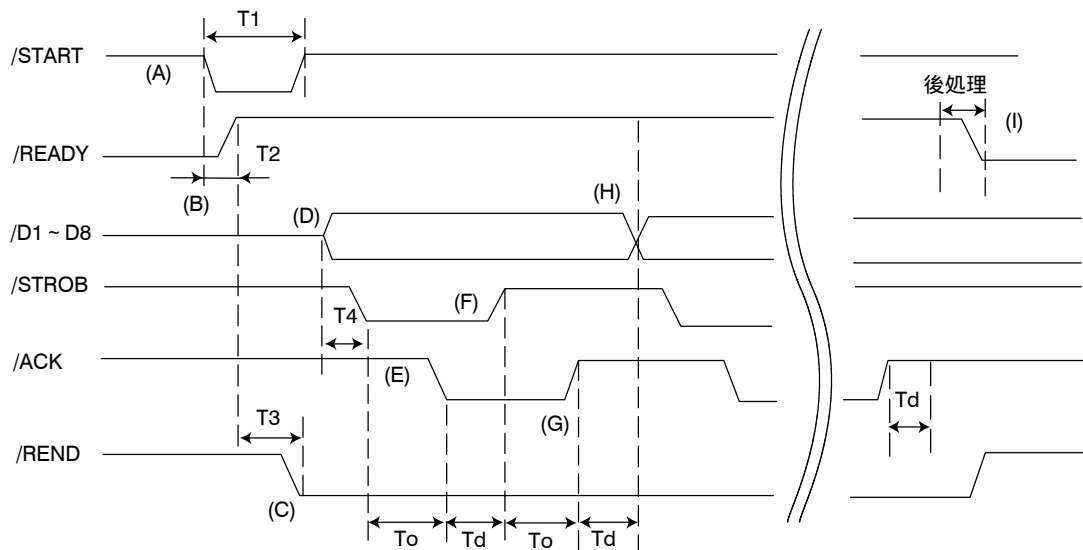 T1
/START
(A)
後処理
(I)
/READY
T2
(B)
(D)
(H)
/D1 ~ D8
/STROB
(F)
T4
/ACK
(E)
(G)
Td
T3
/REND
(C)
To Td To Td